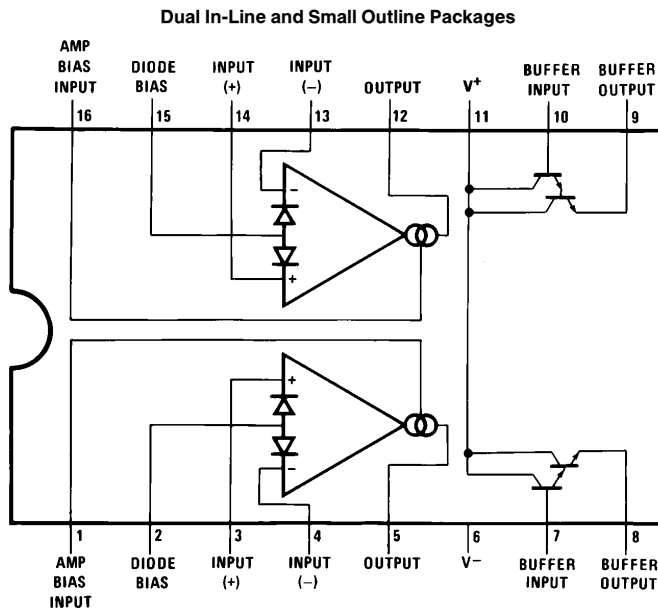 Dual In-Line and Small Outline Packages
AMP
BIAS
INPUT
DIODE
BIAS
INPUT
(+)
INPUT
(−)
OUTPUT
V+
BUFFER
INPUT
BUFFER
OUTPUT
16
15
14
13
12
11
10
9
−
+
+
−
1
2
3
4
5
6
7
8
AMP
BIAS
INPUT
DIODE
BIAS
INPUT
(+)
INPUT
(−)
OUTPUT
V−
BUFFER
INPUT
BUFFER
OUTPUT